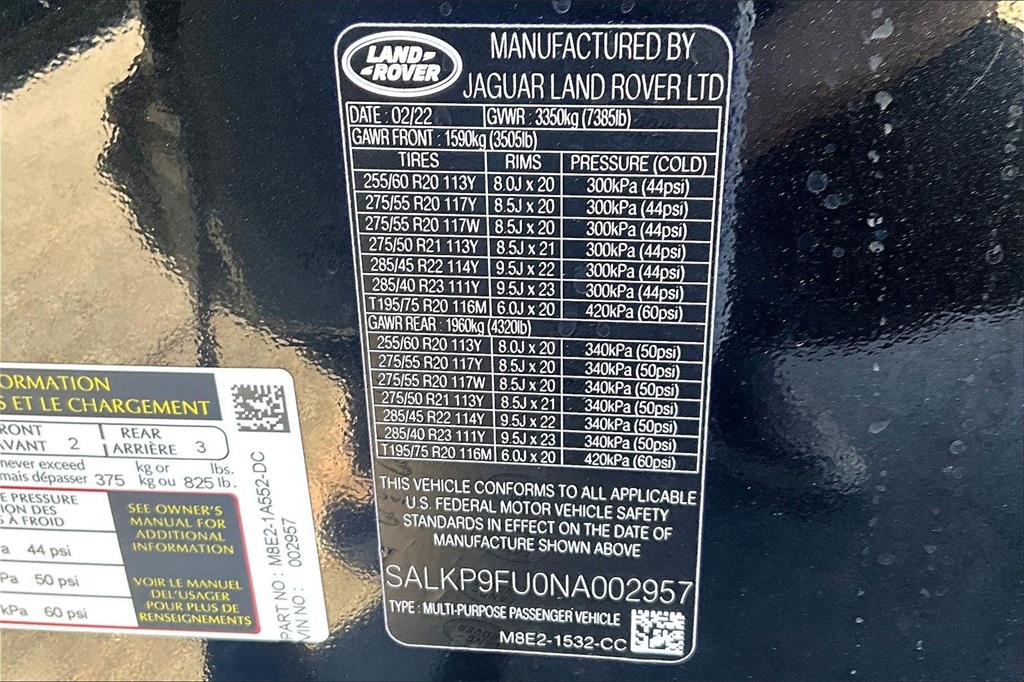 LAND-
-ROVER
MANUFACTURED BY
JAGUAR LAND ROVER LTD
DATE : 02/22 GVWR : 3350kg (7385lb)
GAWR FRONT : 1590kg (3505lb)
TIRES RIMS PRESSURE (COLD)
255/60 R20 113Y 8.0J x 20 300kPa (44psi)
275/55 R20 117Y 8.5J x 20 300kPa (44psi)
275/55 R20 117W 8.5J x 20 300kPa (44psi)
275/50 R21 113Y 8.5J x 21 300kPa (44psi)
285/45 R22 114Y 9.5J x 22 300kPa (44psi)
285/40 R23 111Y 9.5J x 23 300kPa (44psi)
T195/75 R20 116M 6.0J x 20 420kPa (60psi)
GAWR REAR : 1960kg (4320lb)
255/60 R20 113Y 8.0J x 20 340kPa (50psi)
275/55 R20 117Y 8.5J x 20 340kPa (50psi)
275/55 R20 117W 8.5J x 20 340kPa (50psi)
275/50 R21 113Y 8.5J x 21 340kPa (50psi)
285/45 R22 114Y 9.5J x 22 340kPa (50psi)
285/40 R23 111Y 9.5J x 23 340kPa (50psi)
T195/75 R20 116M 6.0J x 20 420kPa (60psi)
THIS VEHICLE CONFORMS TO ALL APPLICABLE
U.S. FEDERAL MOTOR VEHICLE SAFETY
STANDARDS IN EFFECT ON THE DATE OF
MANUFACTURE SHOWN ABOVE
SALKP9FU0NA002957
TYPE : MULTI-PURPOSE PASSENGER VEHICLE
M8E2-1532-CC
ORMATION
S ET LE CHARGEMENT
RONT 2 REAR 3
AVANT ARRIÈRE
never exceed 375 kg or 825 lbs.
mais dépasser kg ou lb.
E PRESSURE
ION DES
S À FROID
a 44 psi
Pa 50 psi
kPa 60 psi
SEE OWNER'S
MANUAL FOR
ADDITIONAL
INFORMATION
VOIR LE MANUEL
DEL'USAGER
POUR PLUS DE
RENSEIGNEMENTS
PART NO : M8E2-1A552-DC
VIN NO : 002957